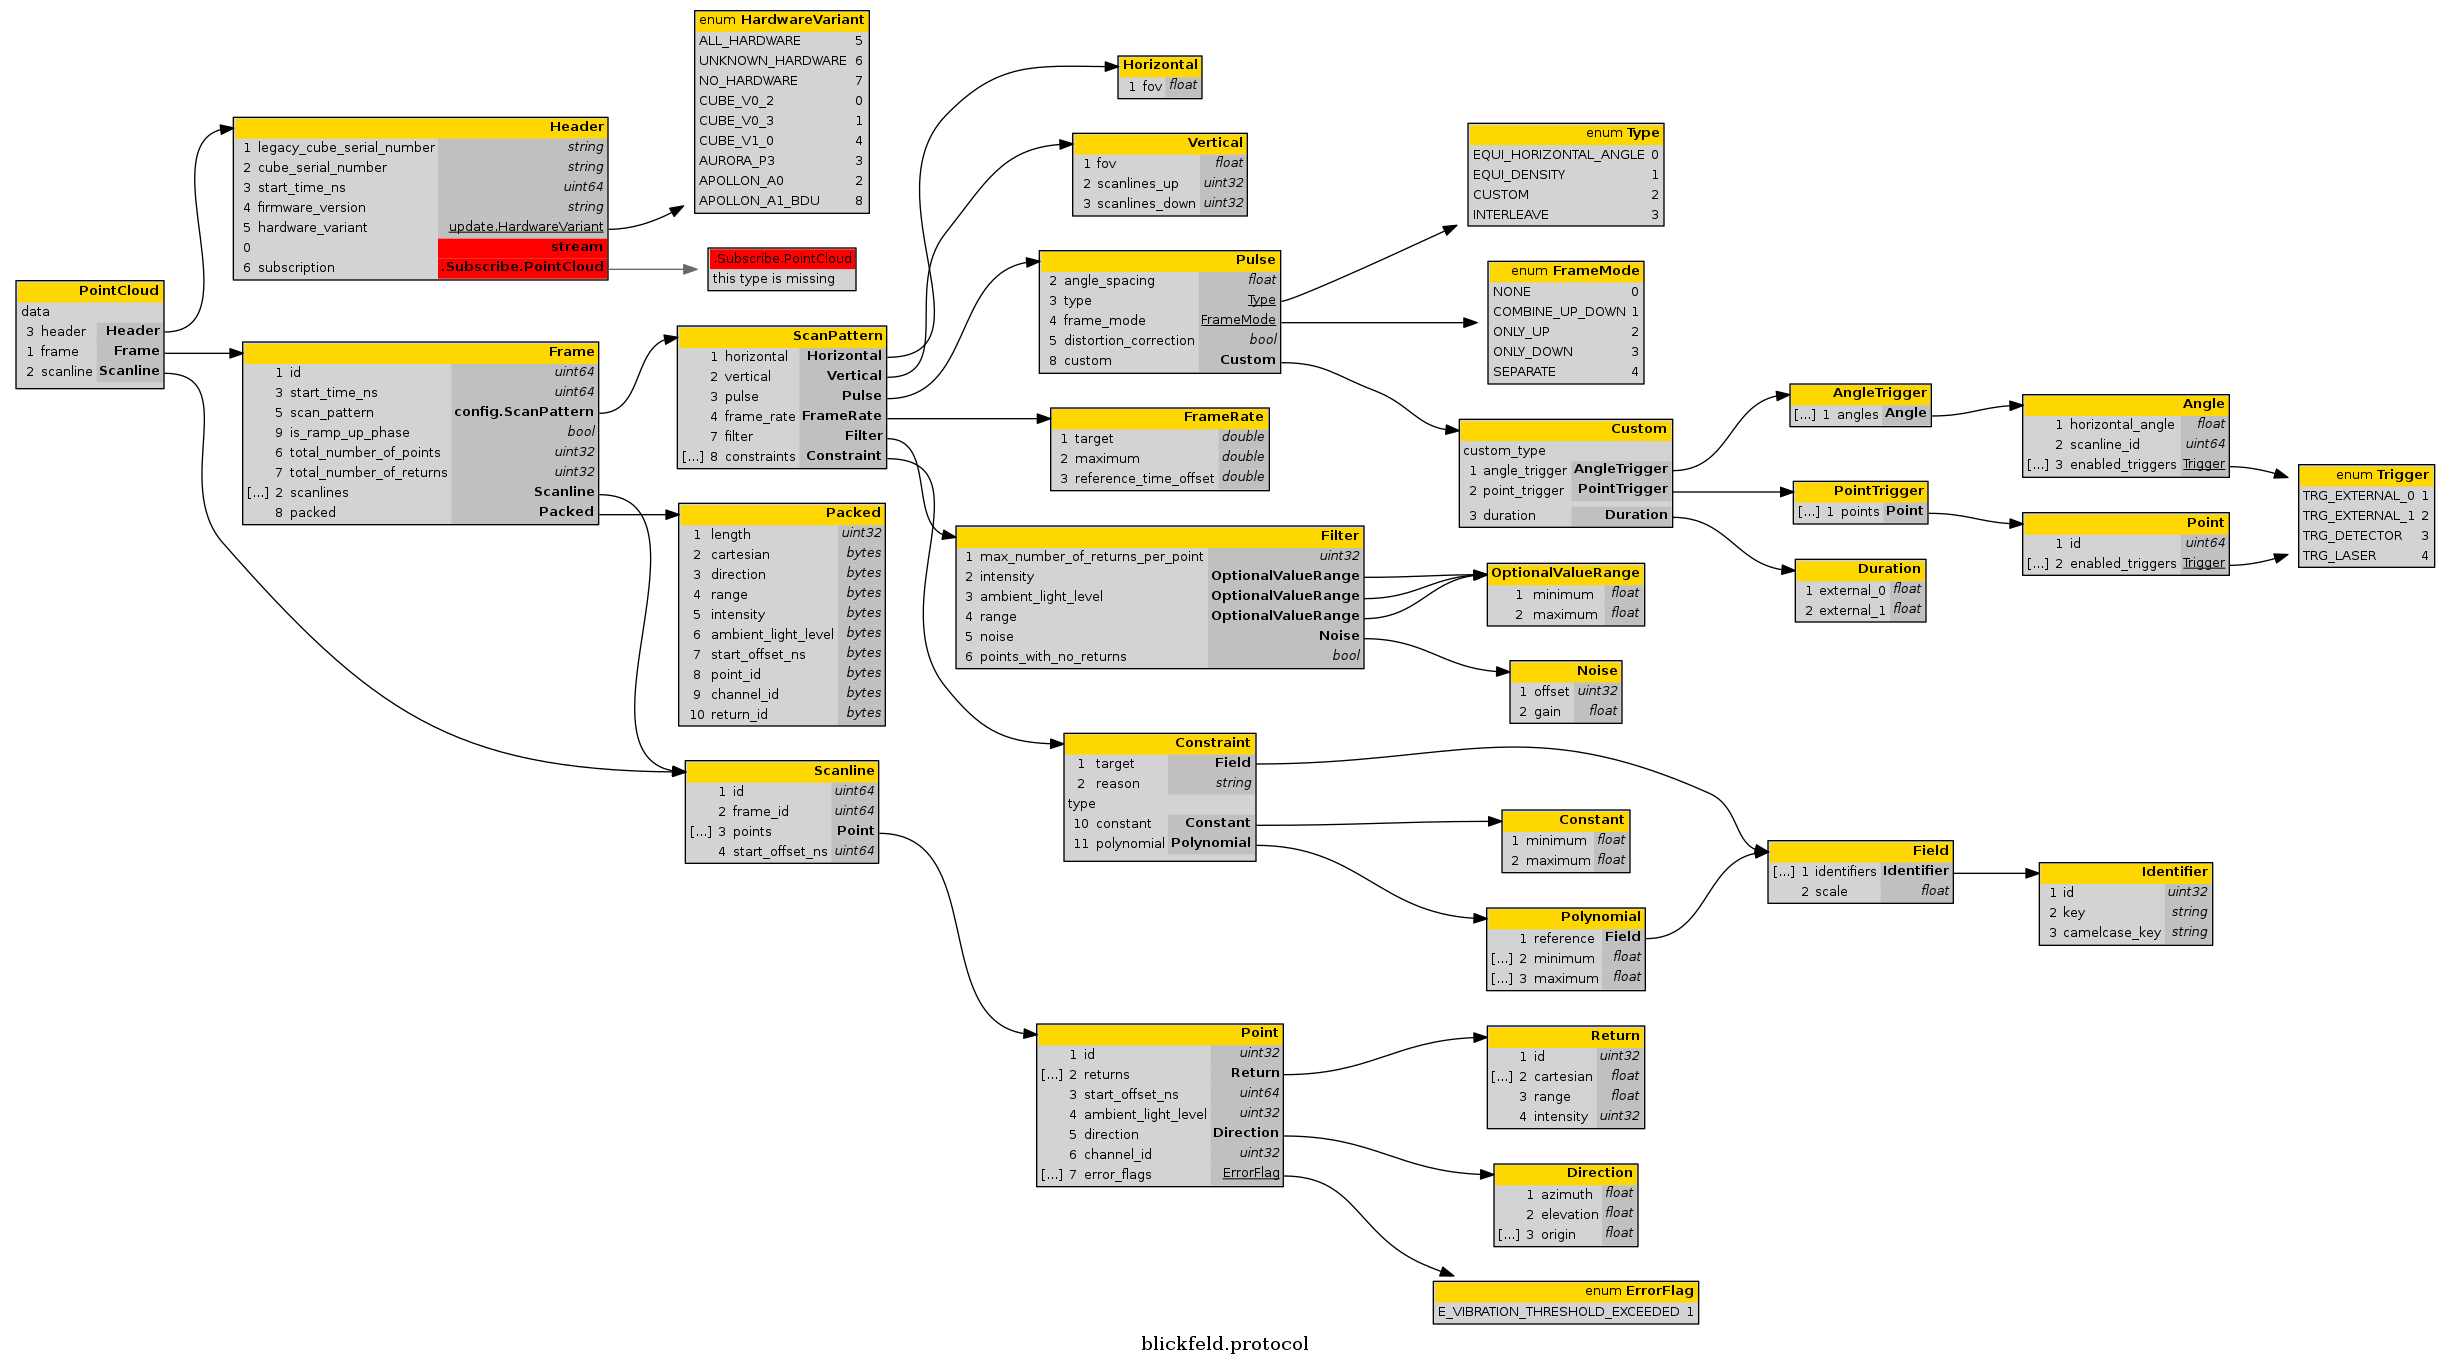 enum HardwareVariant
ALL_HARDWARE 5
UNKNOWN_HARDWARE 6
NO_HARDWARE 7
CUBE_V0_2 0
CUBE_V0_3 1
CUBE_V1_0 4
AURORA_P3 3
APOLLON_A0 2
APOLLON_A1_BDU 8
Horizontal
1 fov float
Header
1 legacy_cube_serial_number string
2 cube_serial_number string
3 start_time_ns uint64
4 firmware_version string
5 hardware_variant update.HardwareVariant
0 stream
6 subscription .Subscribe.PointCloud
Vertical
1 fov float
2 scanlines_up uint32
3 scanlines_down uint32
enum Type
EQUI_HORIZONTAL_ANGLE 0
EQUI_DENSITY 1
CUSTOM 2
INTERLEAVE 3
.Subscribe.PointCloud
this type is missing
Pulse
2 angle_spacing float
3 type Type
4 frame_mode FrameMode
5 distortion_correction bool
8 custom Custom
enum FrameMode
NONE 0
COMBINE_UP_DOWN 1
ONLY_UP 2
ONLY_DOWN 3
SEPARATE 4
PointCloud
data
3 header Header
1 frame Frame
2 scanline Scanline
Frame
1 id uint64
3 start_time_ns uint64
5 scan_pattern config.ScanPattern
9 is_ramp_up_phase bool
6 total_number_of_points uint32
7 total_number_of_returns uint32
[...] 2 scanlines Scanline
8 packed Packed
ScanPattern
1 horizontal Horizontal
2 vertical Vertical
3 pulse Pulse
4 frame_rate FrameRate
7 filter Filter
[...] 8 constraints Constraint
FrameRate
1 target double
2 maximum double
3 reference_time_offset double
Custom
custom_type
1 angle_trigger AngleTrigger
2 point_trigger PointTrigger
3 duration Duration
AngleTrigger
[...] 1 angles Angle
Angle
1 horizontal_angle float
2 scanline_id uint64
[...] 3 enabled_triggers Trigger
enum Trigger
TRG_EXTERNAL_0 1
TRG_EXTERNAL_1 2
TRG_DETECTOR 3
TRG_LASER 4
PointTrigger
[...] 1 points Point
Point
1 id uint64
[...] 2 enabled_triggers Trigger
Duration
1 external_0 float
2 external_1 float
Packed
1 length uint32
2 cartesian bytes
3 direction bytes
4 range bytes
5 intensity bytes
6 ambient_light_level bytes
7 start_offset_ns bytes
8 point_id bytes
9 channel_id bytes
10 return_id bytes
Filter
1 max_number_of_returns_per_point uint32
2 intensity OptionalValueRange
3 ambient_light_level OptionalValueRange
4 range OptionalValueRange
5 noise Noise
6 points_with_no_returns bool
OptionalValueRange
1 minimum float
2 maximum float
Noise
1 offset uint32
2 gain float
Scanline
1 id uint64
2 frame_id uint64
[...] 3 points Point
4 start_offset_ns uint64
Constraint
1 target Field
2 reason string
type
10 constant Constant
11 polynomial Polynomial
Constant
1 minimum float
2 maximum float
Field
[...] 1 identifiers Identifier
2 scale float
Identifier
1 id uint32
2 key string
3 camelcase_key string
Polynomial
1 reference Field
[...] 2 minimum float
[...] 3 maximum float
Point
1 id uint32
[...] 2 returns Return
3 start_offset_ns uint64
4 ambient_light_level uint32
5 direction Direction
6 channel_id uint32
[...] 7 error_flags ErrorFlag
Return
1 id uint32
[...] 2 cartesian float
3 range float
4 intensity uint32
Direction
1 azimuth float
2 elevation float
[...] 3 origin float
enum ErrorFlag
E_VIBRATION_THRESHOLD_EXCEEDED 1
blickfeld.protocol